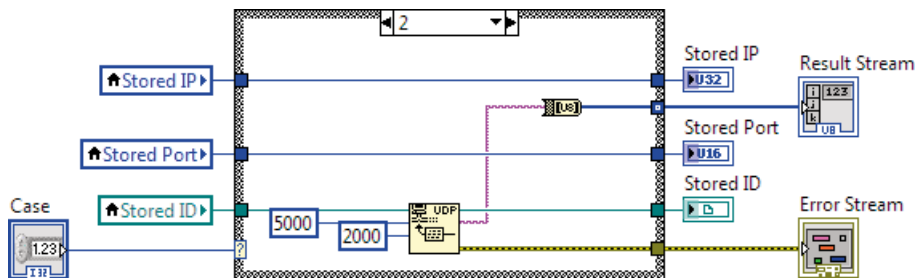 2
Stored IP
Stored IP
U32
Result Stream
i 123
j
k
U8
[U8]
Stored Port
Stored Port
U16
Stored ID
Stored ID
Case
1.23
I32
?
5000
2000
UDP
Error Stream